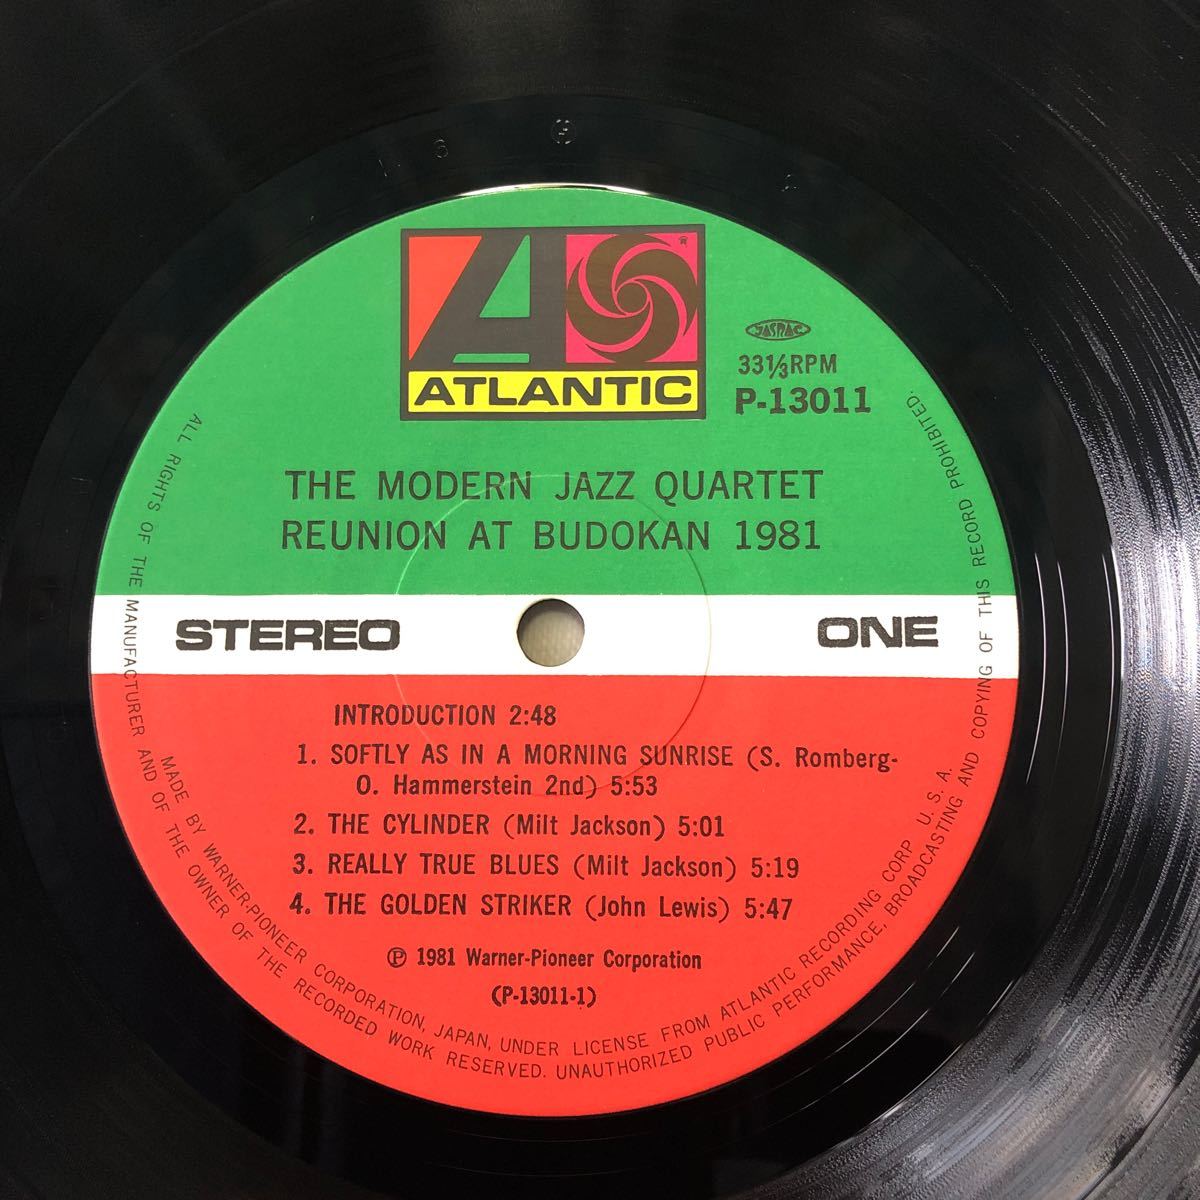 ATLANTIC
®
JASRAC
33⅓RPM
P-13011
THE MODERN JAZZ QUARTET
REUNION AT BUDOKAN 1981
STEREO
ONE
INTRODUCTION 2:48
1. SOFTLY AS IN A MORNING SUNRISE (S. Romberg-
O. Hammerstein 2nd) 5:53
2. THE CYLINDER (Milt Jackson) 5:01
3. REALLY TRUE BLUES (Milt Jackson) 5:19
4. THE GOLDEN STRIKER (John Lewis) 5:47
℗ 1981 Warner-Pioneer Corporation
(P-13011-1)
MADE BY WARNER-PIONEER CORPORATION, JAPAN, UNDER LICENSE FROM ATLANTIC RECORDING CORP. U. S. A.
ALL RIGHTS OF THE MANUFACTURER AND OF THE OWNER OF THE RECORDED WORK RESERVED. UNAUTHORIZED PUBLIC PERFORMANCE, BROADCASTING AND COPYING OF THIS RECORD PROHIBITED.